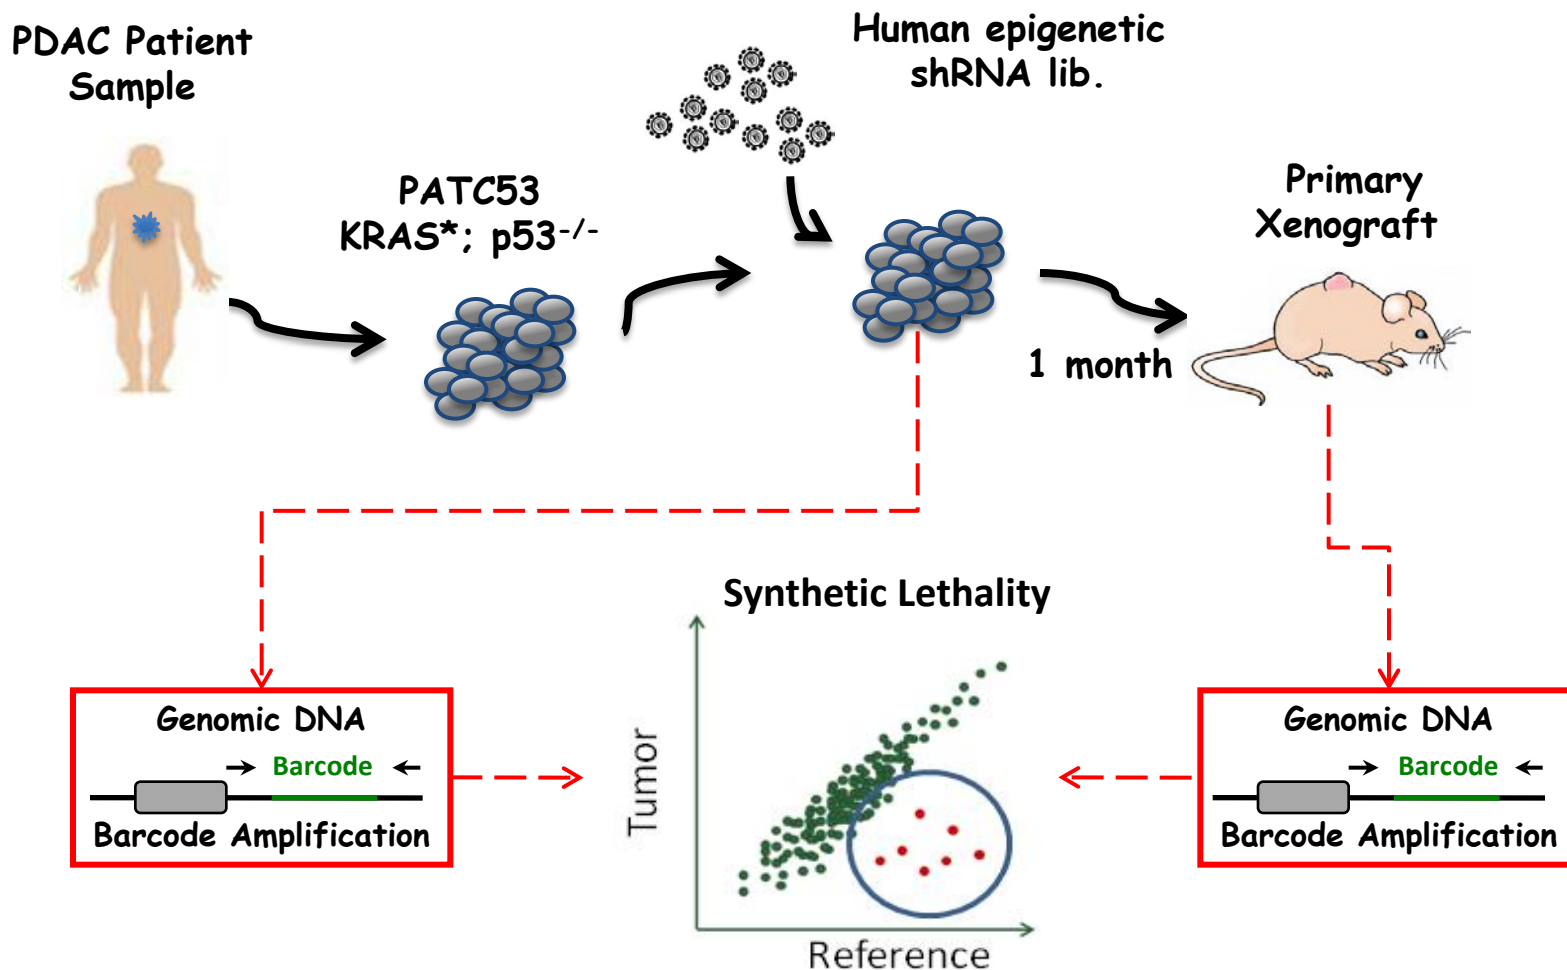 PDAC Patient
Sample
PATC53
KRAS*; p53-/-
Human epigenetic
shRNA lib.
Primary
Xenograft
1 month
Genomic DNA
Barcode
Barcode Amplification
Synthetic Lethality
Tumor
Reference
Genomic DNA
Barcode
Barcode Amplification